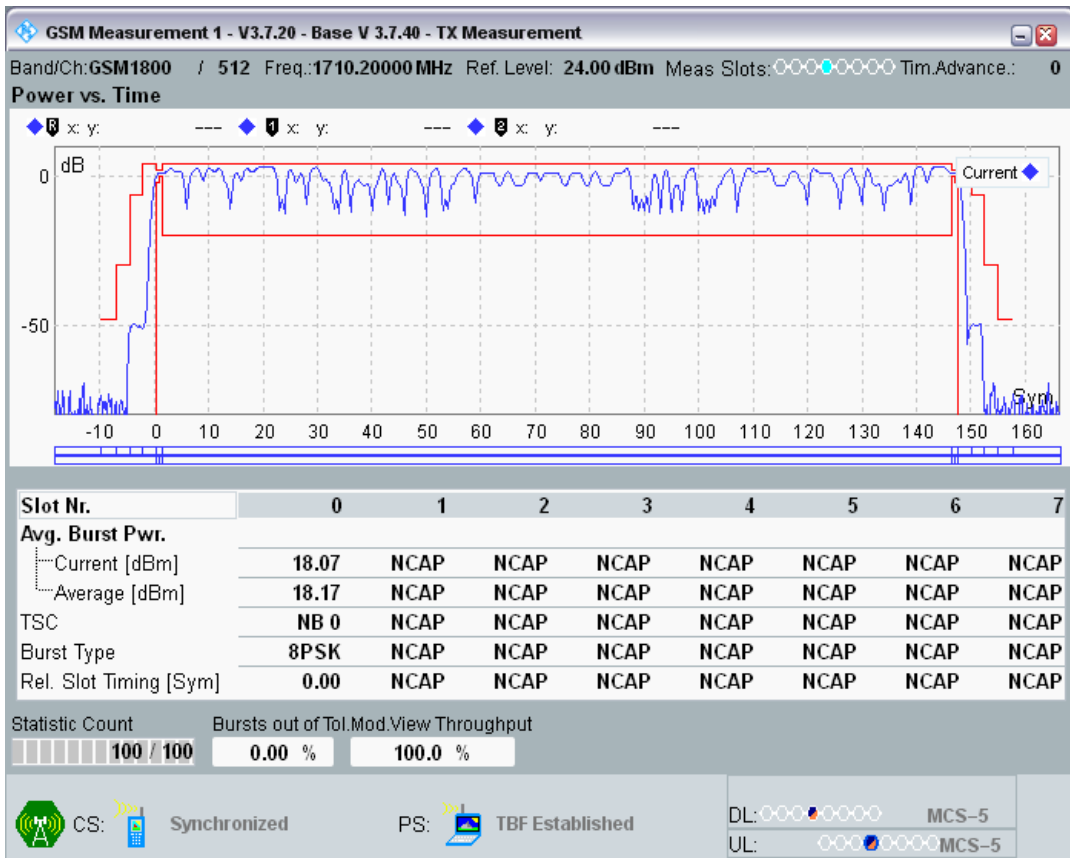 GSM Measurement 1 - V3.7.20 - Base V 3.7.40 - TX Measurement
Band/Ch:GSM1800 / 512 Freq.:1710.20000 MHz Ref. Level: 24.00 dBm Meas Slots: Tim.Advance.: 0
Power vs. Time
R x: y: --- 1 x: y: --- 2 x: y: ---
dB
Current
0
-50
Sym
-10 0 10 20 30 40 50 60 70 80 90 100 110 120 130 140 150 160
Slot Nr. 0 1 2 3 4 5 6 7
Avg. Burst Pwr.
Current [dBm] 18.07 NCAP NCAP NCAP NCAP NCAP NCAP NCAP
Average [dBm] 18.17 NCAP NCAP NCAP NCAP NCAP NCAP NCAP
TSC NB 0 NCAP NCAP NCAP NCAP NCAP NCAP NCAP
Burst Type 8PSK NCAP NCAP NCAP NCAP NCAP NCAP NCAP
Rel. Slot Timing [Sym] 0.00 NCAP NCAP NCAP NCAP NCAP NCAP NCAP
Statistic Count Bursts out of Tol.Mod.View Throughput
100 / 100 0.00 % 100.0 %
CS: Synchronized PS: TBF Established
DL: MCS-5
UL: MCS-5